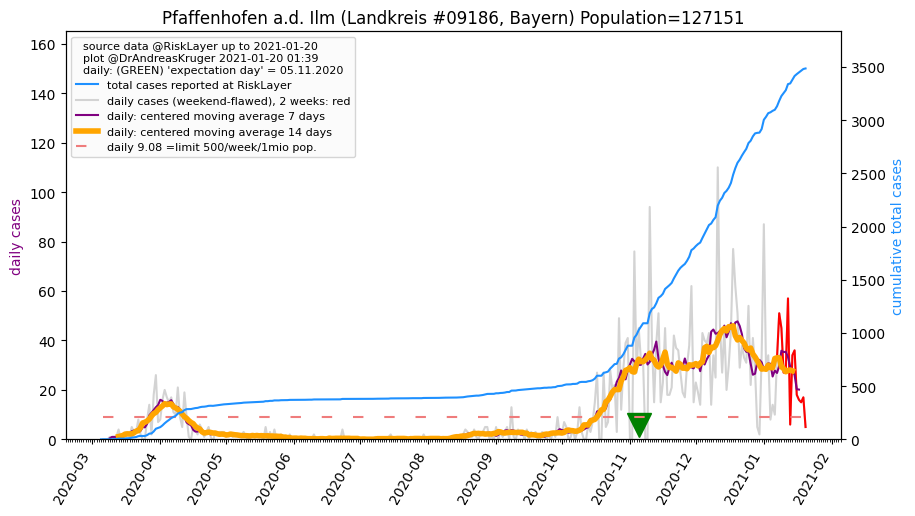 Pfaffenhofen a.d. Ilm (Landkreis #09186, Bayern) Population=127151
source data @RiskLayer up to 2021-01-20
plot @DrAndreasKruger 2021-01-20 01:39
daily: (GREEN) 'expectation day' = 05.11.2020
total cases reported at RiskLayer
daily cases (weekend-flawed), 2 weeks: red
daily: centered moving average 7 days
daily: centered moving average 14 days
daily 9.08 =limit 500/week/1mio pop.
daily cases
160
140
120
100
80
60
40
20
0
cumulative total cases
3500
3000
2500
2000
1500
1000
500
0
2020-03
2020-04
2020-05
2020-06
2020-07
2020-08
2020-09
2020-10
2020-11
2020-12
2021-01
2021-02